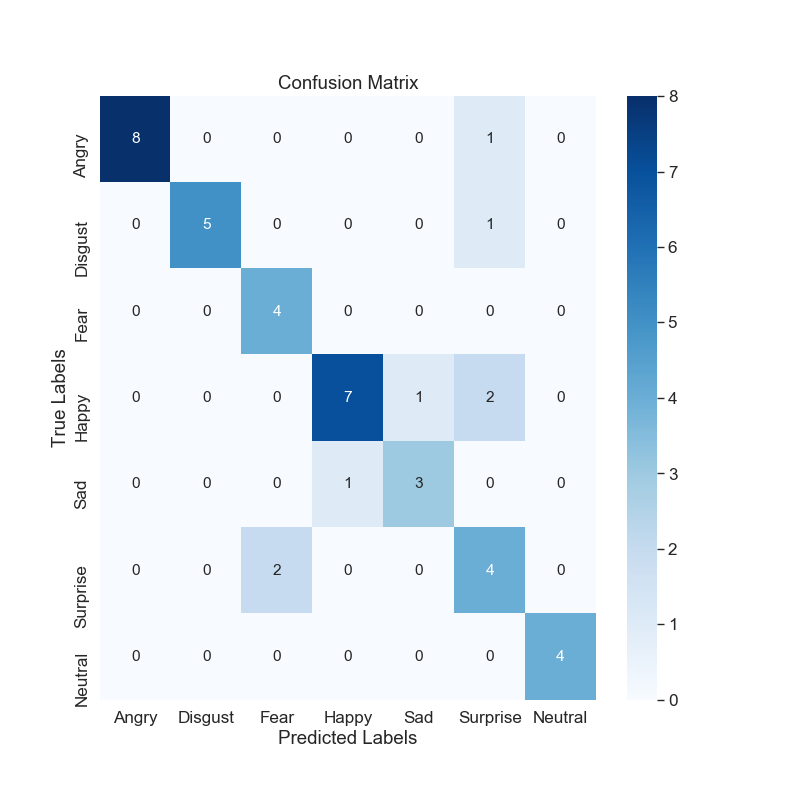 Confusion Matrix
True Labels
Angry 8 0 0 0 0 1 0
Disgust 0 5 0 0 0 1 0
Fear 0 0 4 0 0 0 0
Happy 0 0 0 7 1 2 0
Sad 0 0 0 1 3 0 0
Surprise 0 0 2 0 0 4 0
Neutral 0 0 0 0 0 0 4
Angry Disgust Fear Happy Sad Surprise Neutral
Predicted Labels
8
7
6
5
4
3
2
1
0